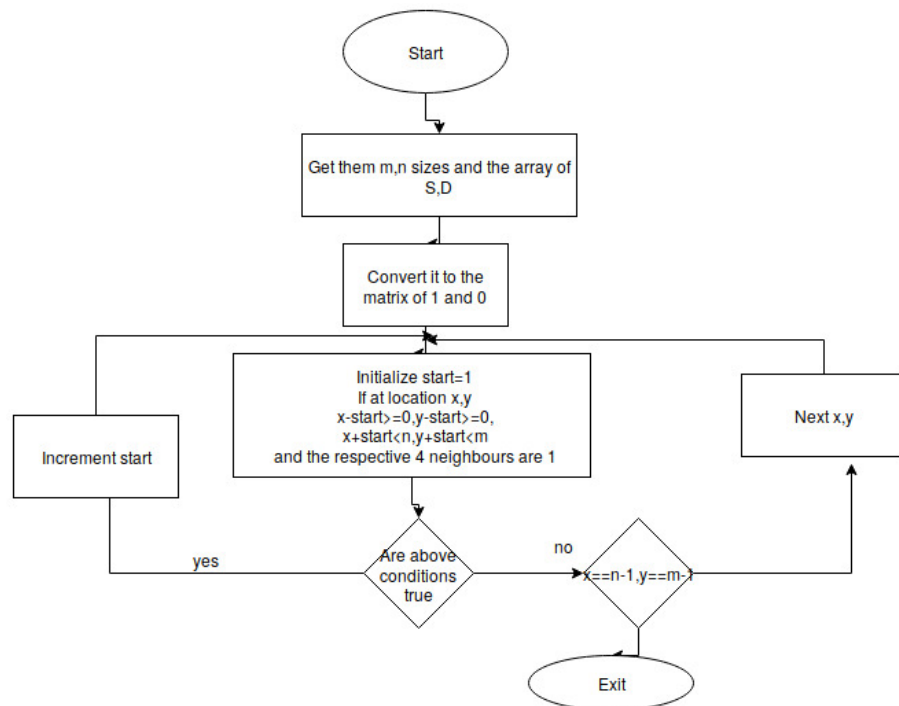 Start
Get them m,n sizes and the array of
S,D
Convert it to the
matrix of 1 and 0
Initialize start=1
If at location x,y
x-start>=0,y-start>=0,
x+start<n,y+start<m
and the respective 4 neighbours are 1
Next x,y
Increment start
yes
Are above
conditions
true
no
x==n-1,y==m-1
Exit